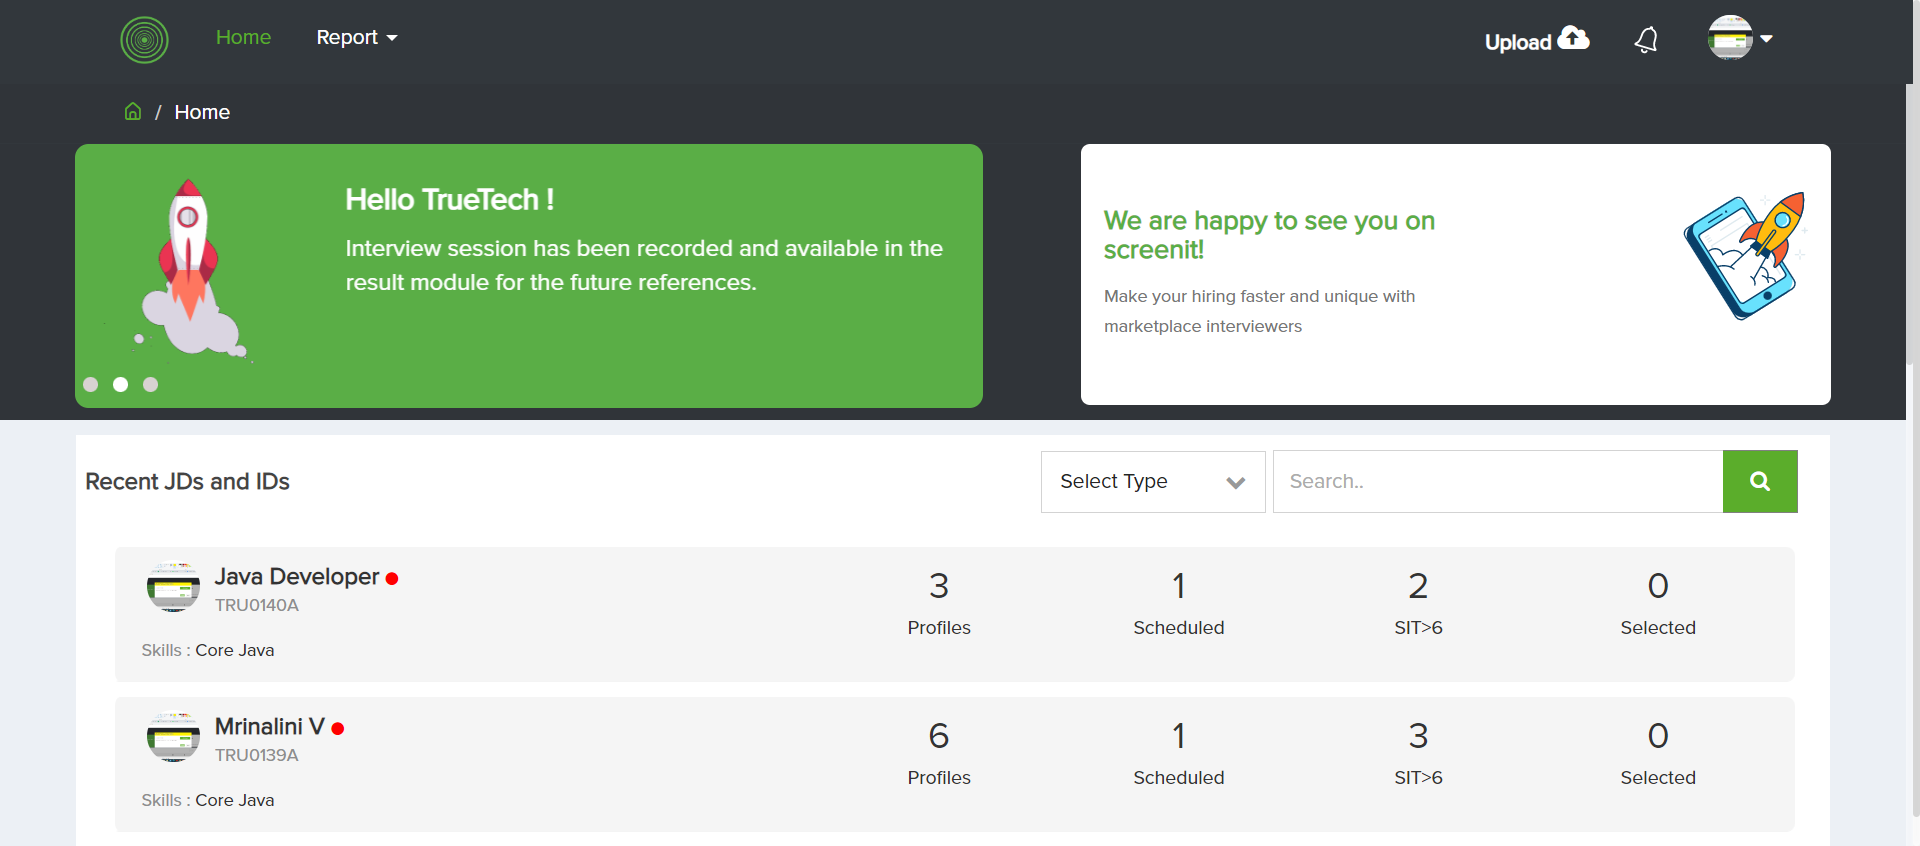 Home
Report
Upload
/ Home
Hello TrueTech !
Interview session has been recorded and available in the
result module for the future references.
We are happy to see you on
screenit!
Make your hiring faster and unique with
marketplace interviewers
Recent JDs and IDs
Select Type
Search..
Java Developer
TRU0140A
Skills : Core Java
3
Profiles
1
Scheduled
2
SIT>6
0
Selected
Mrinalini V
TRU0139A
Skills : Core Java
6
Profiles
1
Scheduled
3
SIT>6
0
Selected